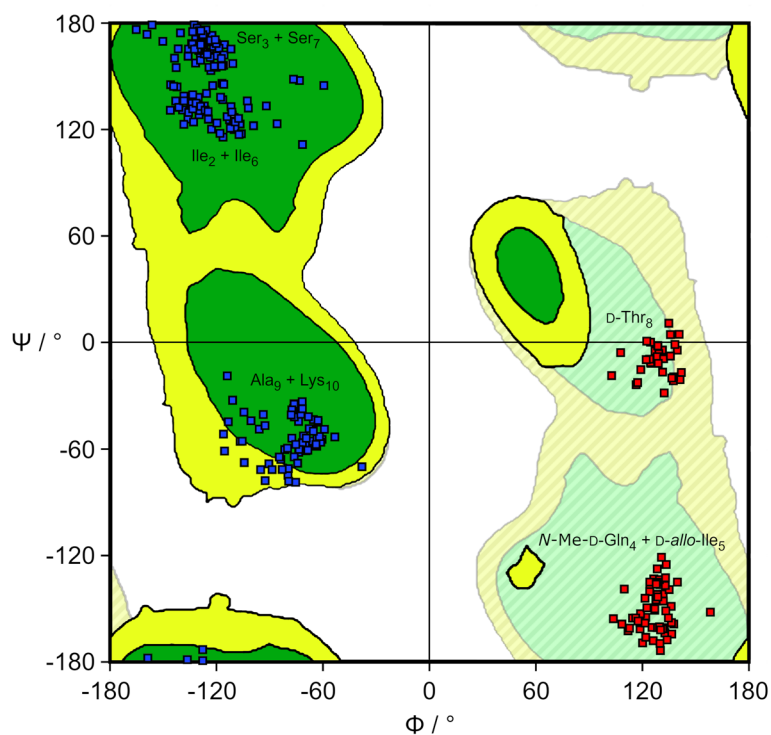 180
Ser₃ + Ser₇
120
Ile₂ + Ile₆
60
D-Thr₈
Ψ / °
0
Ala₉ + Lys₁₀
-60
N-Me-D-Gln₄ + D-allo-Ile₅
-120
-180
-180 -120 -60 0 60 120 180
Φ / °